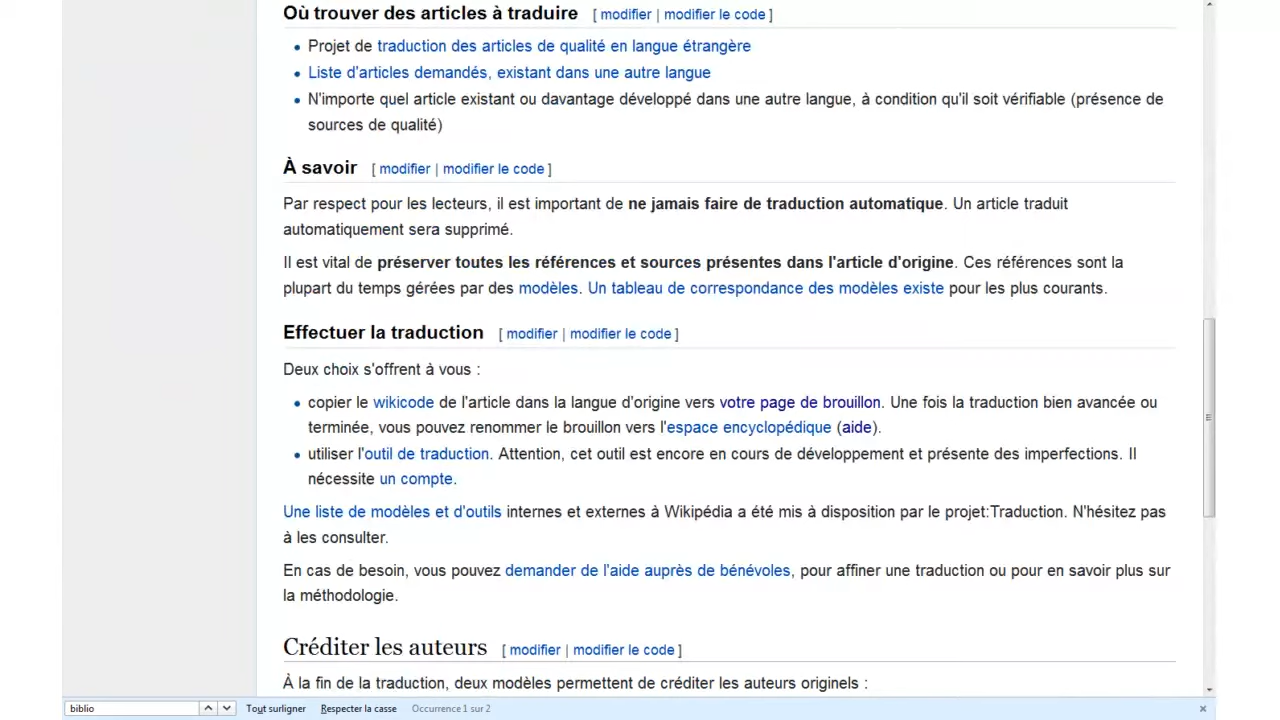 Où trouver des articles à traduire [ modifier | modifier le code ]
Projet de traduction des articles de qualité en langue étrangère
Liste d'articles demandés, existant dans une autre langue
N'importe quel article existant ou davantage développé dans une autre langue, à condition qu'il soit vérifiable (présence de
sources de qualité)
À savoir [ modifier | modifier le code ]
Par respect pour les lecteurs, il est important de ne jamais faire de traduction automatique. Un article traduit
automatiquement sera supprimé.
Il est vital de préserver toutes les références et sources présentes dans l'article d'origine. Ces références sont la
plupart du temps gérées par des modèles. Un tableau de correspondance des modèles existe pour les plus courants.
Effectuer la traduction [ modifier | modifier le code ]
Deux choix s'offrent à vous :
copier le wikicode de l'article dans la langue d'origine vers votre page de brouillon. Une fois la traduction bien avancée ou
terminée, vous pouvez renommer le brouillon vers l'espace encyclopédique (aide).
utiliser l'outil de traduction. Attention, cet outil est encore en cours de développement et présente des imperfections. Il
nécessite un compte.
Une liste de modèles et d'outils internes et externes à Wikipédia a été mis à disposition par le projet:Traduction. N'hésitez pas
à les consulter.
En cas de besoin, vous pouvez demander de l'aide auprès de bénévoles, pour affiner une traduction ou pour en savoir plus sur
la méthodologie.
Créditer les auteurs [ modifier | modifier le code ]
À la fin de la traduction, deux modèles permettent de créditer les auteurs originels :
biblio Tout surligner Respecter la casse Occurrence 1 sur 2